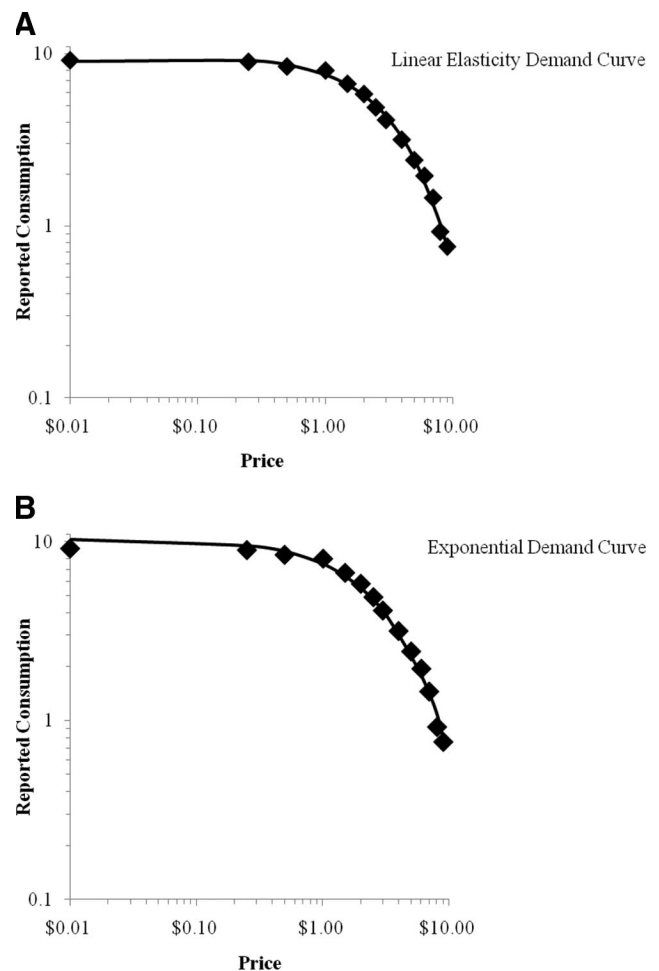 A
10
Linear Elasticity Demand Curve
Reported Consumption
1
0.1
$0.01 $0.10 $1.00 $10.00
Price
B
10
Exponential Demand Curve
Reported Consumption
1
0.1
$0.01 $0.10 $1.00 $10.00
Price